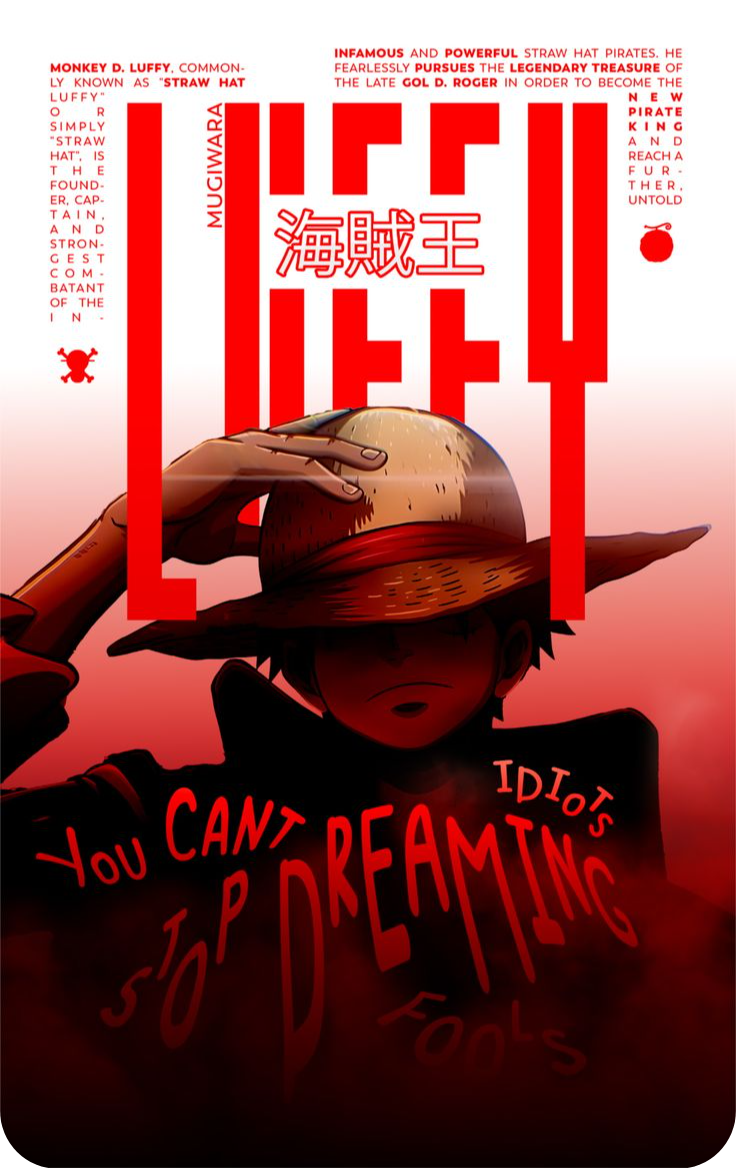 MONKEY D. LUFFY, COMMON-
LY KNOWN AS "STRAW HAT
LUFFY"
O R
SIMPLY
"STRAW
HAT", IS
T H E
FOUND-
ER, CAP-
TAIN,
A N D
STRON-
GEST
COM-
BATANT
OF THE
I N -
INFAMOUS AND POWERFUL STRAW HAT PIRATES. HE
FEARLESSLY PURSUES THE LEGENDARY TREASURE OF
THE LATE GOL D. ROGER IN ORDER TO BECOME THE
N E W
PIRATE
KING
A N D
REACH A
FUR-
THER,
UNTOLD
LUFFY
MUGIWARA
海賊王
IDIOTS
YOU CANT
STOP DREAMING
FOOLS